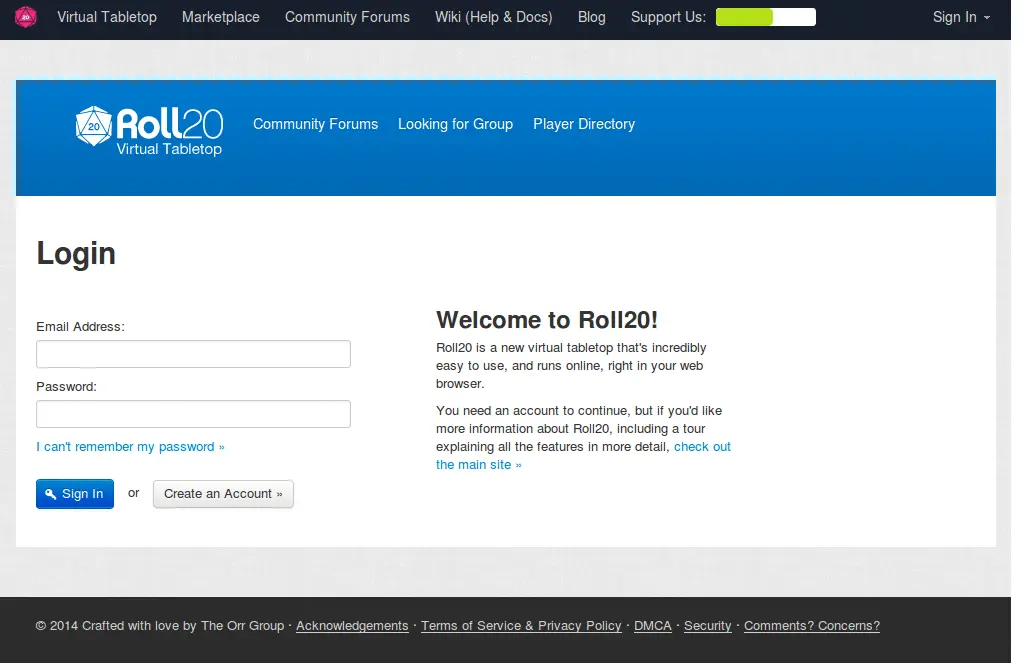 Virtual Tabletop Marketplace Community Forums Wiki (Help & Docs) Blog Support Us: Sign In
20 Roll20 Community Forums Looking for Group Player Directory
Virtual Tabletop
Login
Email Address:
Password:
I can't remember my password »
Sign In or Create an Account »
Welcome to Roll20!
Roll20 is a new virtual tabletop that's incredibly
easy to use, and runs online, right in your web
browser.
You need an account to continue, but if you'd like
more information about Roll20, including a tour
explaining all the features in more detail, check out
the main site »
© 2014 Crafted with love by The Orr Group · Acknowledgements · Terms of Service & Privacy Policy · DMCA · Security · Comments? Concerns?